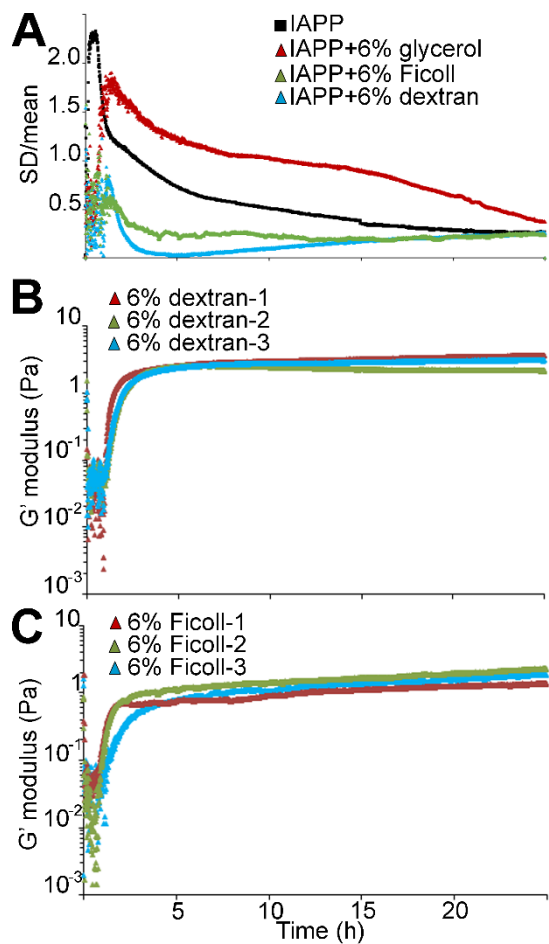 A
IAPP
IAPP+6% glycerol
IAPP+6% Ficoll
IAPP+6% dextran
2.0
1.5
1.0
0.5
SD/mean
B
6% dextran-1
6% dextran-2
6% dextran-3
10
1
10-1
10-2
10-3
G' modulus (Pa)
C
6% Ficoll-1
6% Ficoll-2
6% Ficoll-3
10
1
10-1
10-2
10-3
G' modulus (Pa)
5 10 15 20
Time (h)